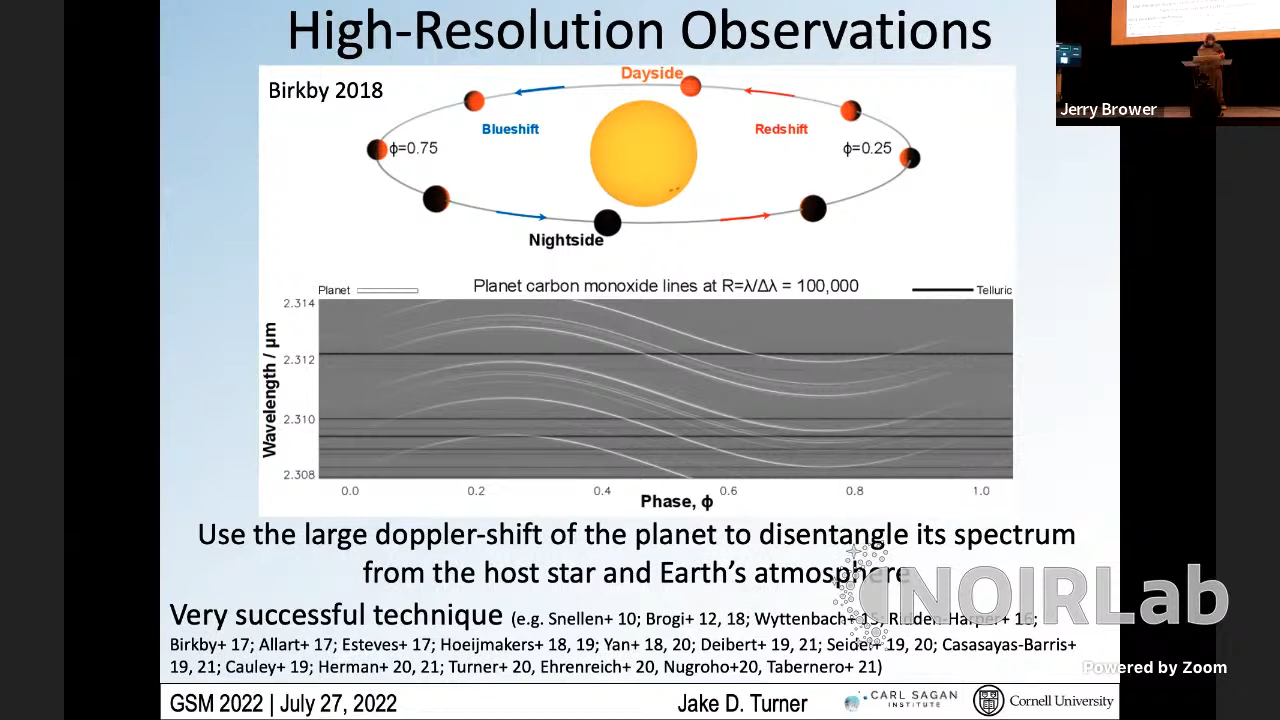 High-Resolution Observations
Birkby 2018
Dayside
Blueshift
Redshift
ϕ=0.75
ϕ=0.25
Nightside
Planet
Planet carbon monoxide lines at R=λ/Δλ = 100,000
Telluric
Wavelength / μm
2.314
2.312
2.310
2.308
0.0 0.2 0.4 0.6 0.8 1.0
Phase, ϕ
Use the large doppler-shift of the planet to disentangle its spectrum
from the host star and Earth's atmosphere
Very successful technique (e.g. Snellen+ 10; Brogi+ 12, 18; Wyttenbach+ 15, Ridden-Harper+ 16;
Birkby+ 17; Allart+ 17; Esteves+ 17; Hoeijmakers+ 18, 19; Yan+ 18, 20; Deibert+ 19, 21; Seidel+ 19, 20; Casasayas-Barris+
19, 21; Cauley+ 19; Herman+ 20, 21; Turner+ 20, Ehrenreich+ 20, Nugroho+20, Tabernero+ 21)
GSM 2022 | July 27, 2022
Jake D. Turner
CARL SAGAN
INSTITUTE
Cornell University
Jerry Brower
NOIRLab
Powered by Zoom